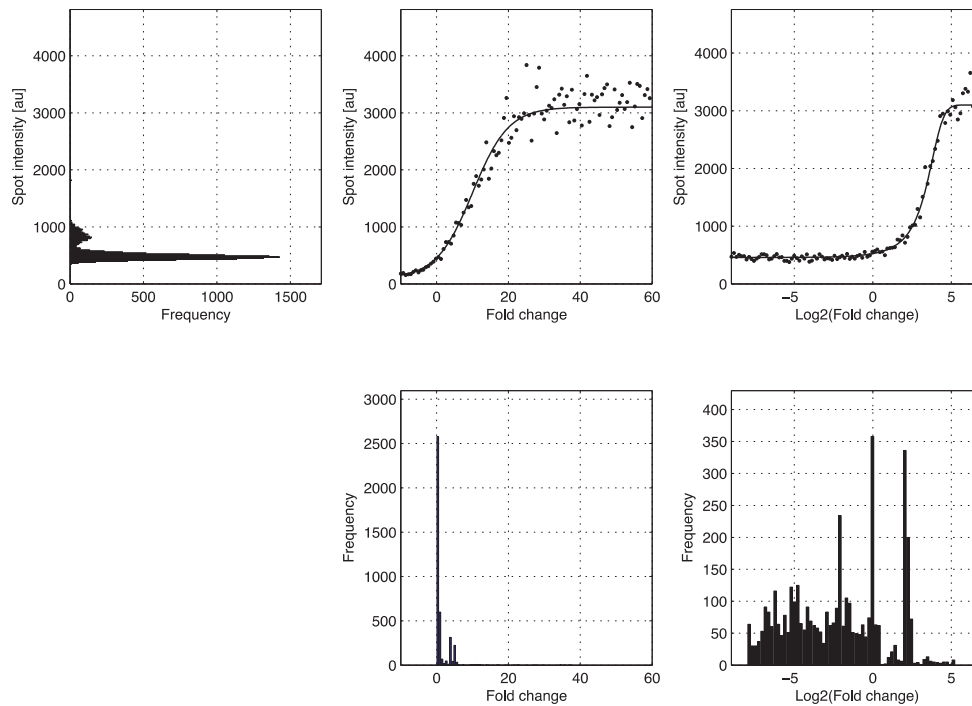 4000
3000
2000
1000
0
Spot intensity [au]
0 500 1000 1500
Frequency
4000
3000
2000
1000
0
Spot intensity [au]
0 20 40 60
Fold change
4000
3000
2000
1000
0
Spot intensity [au]
−5 0 5
Log2(Fold change)
3000
2500
2000
1500
1000
500
0
Frequency
0 20 40 60
Fold change
400
350
300
250
200
150
100
50
0
Frequency
−5 0 5
Log2(Fold change)